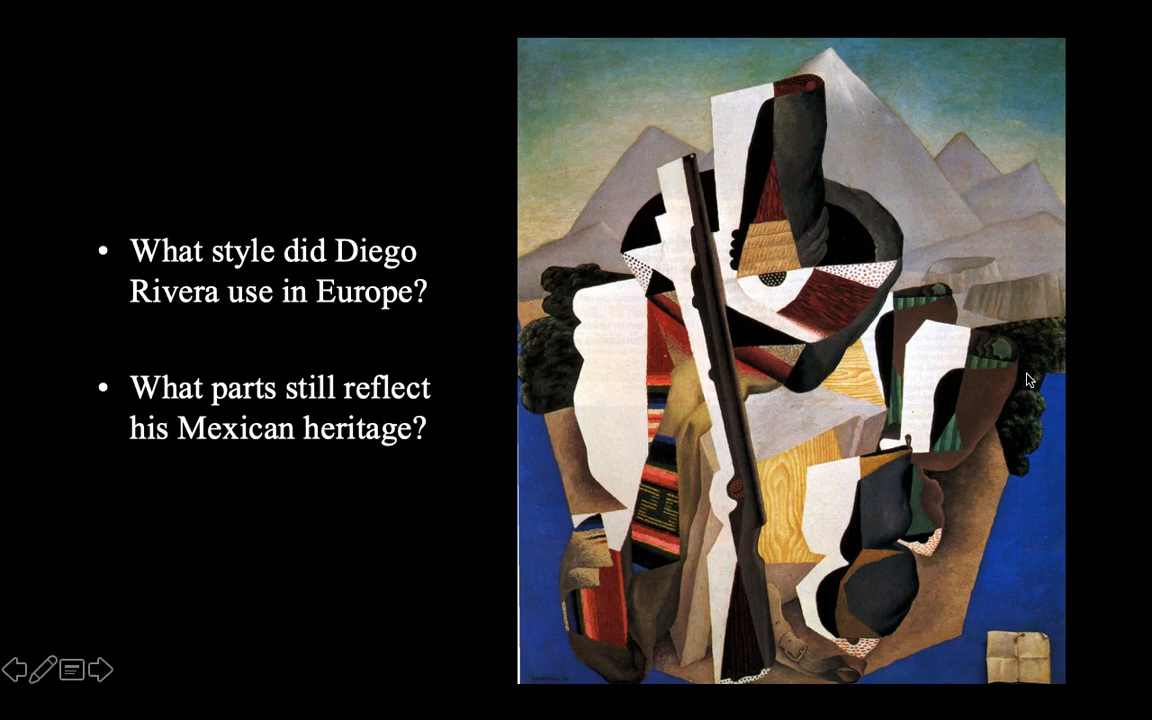 • What style did Diego
Rivera use in Europe?
• What parts still reflect
his Mexican heritage?